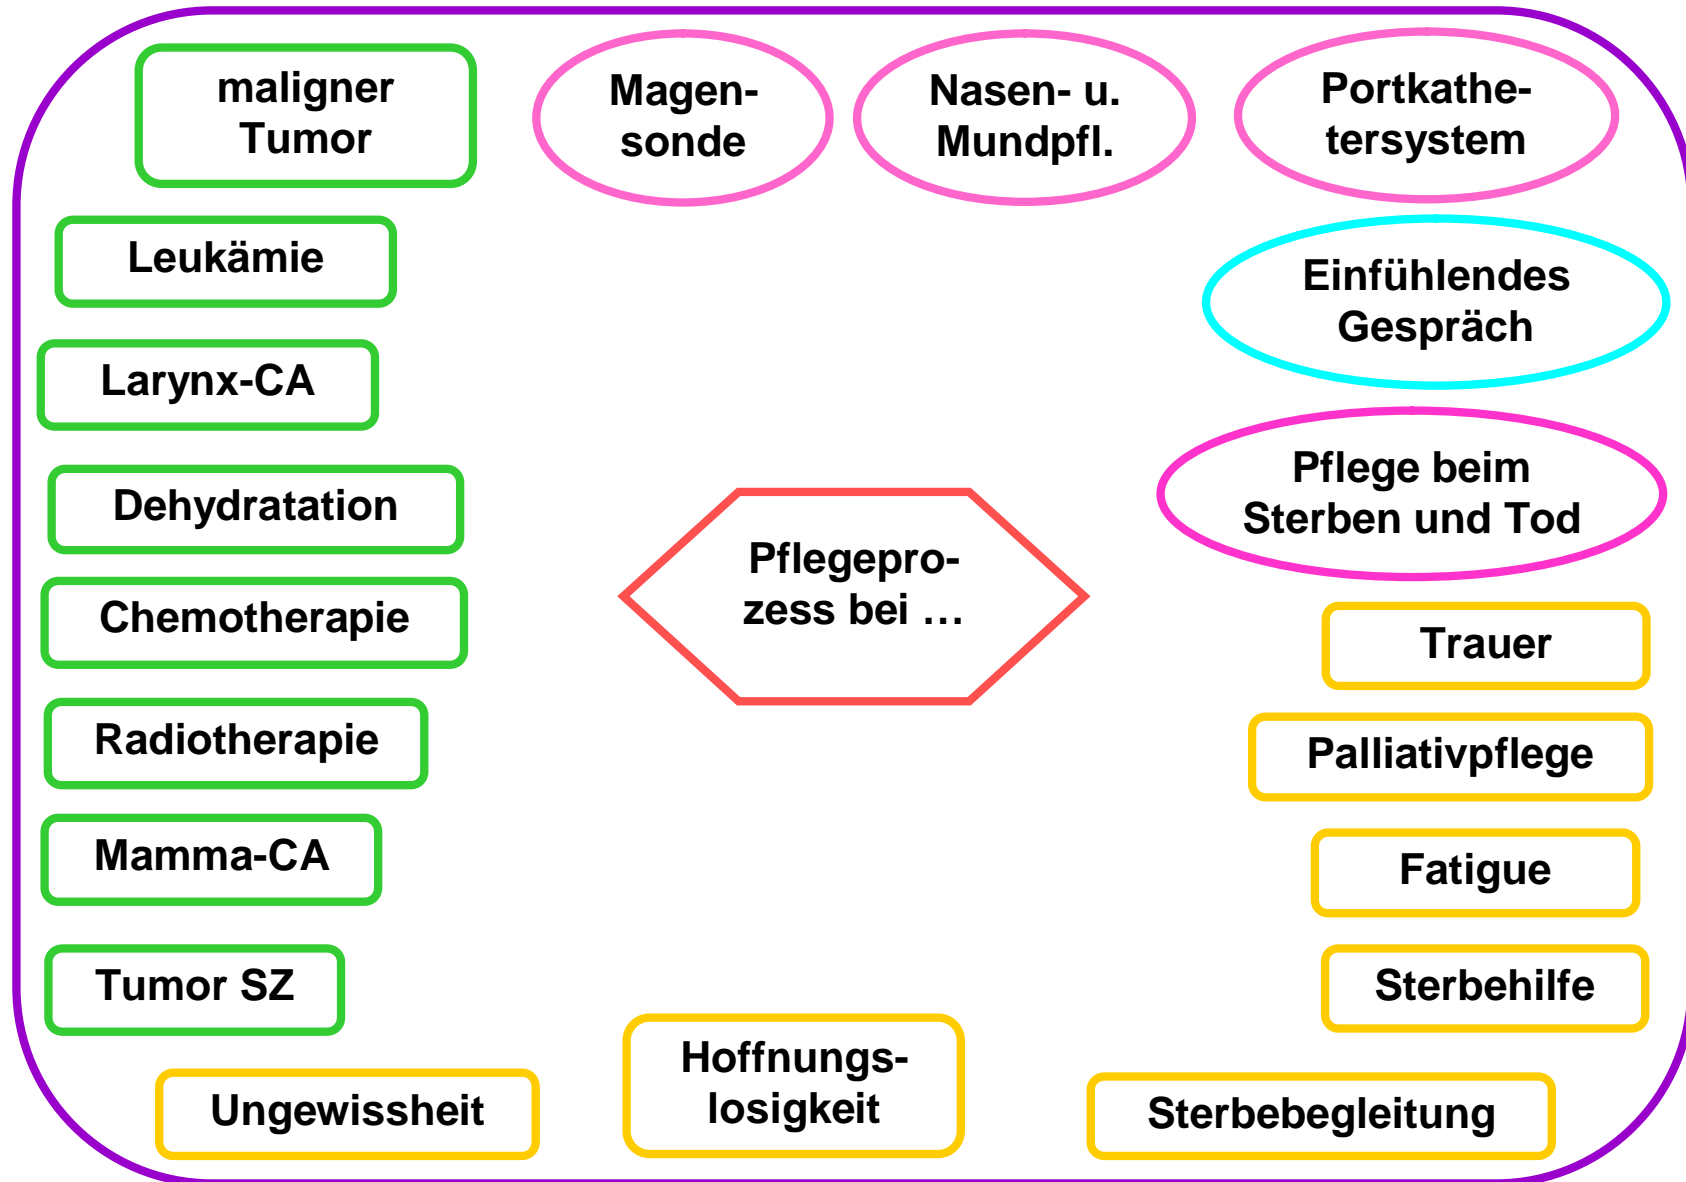 maligner
Tumor
Magen-
sonde
Nasen- u.
Mundpfl.
Portkathe-
tersystem
Leukämie
Einfühlendes
Gespräch
Larynx-CA
Pflege beim
Sterben und Tod
Dehydratation
Pflegepro-
zess bei …
Chemotherapie
Trauer
Radiotherapie
Palliativpflege
Mamma-CA
Fatigue
Tumor SZ
Sterbehilfe
Hoffnungs-
losigkeit
Ungewissheit
Sterbebegleitung